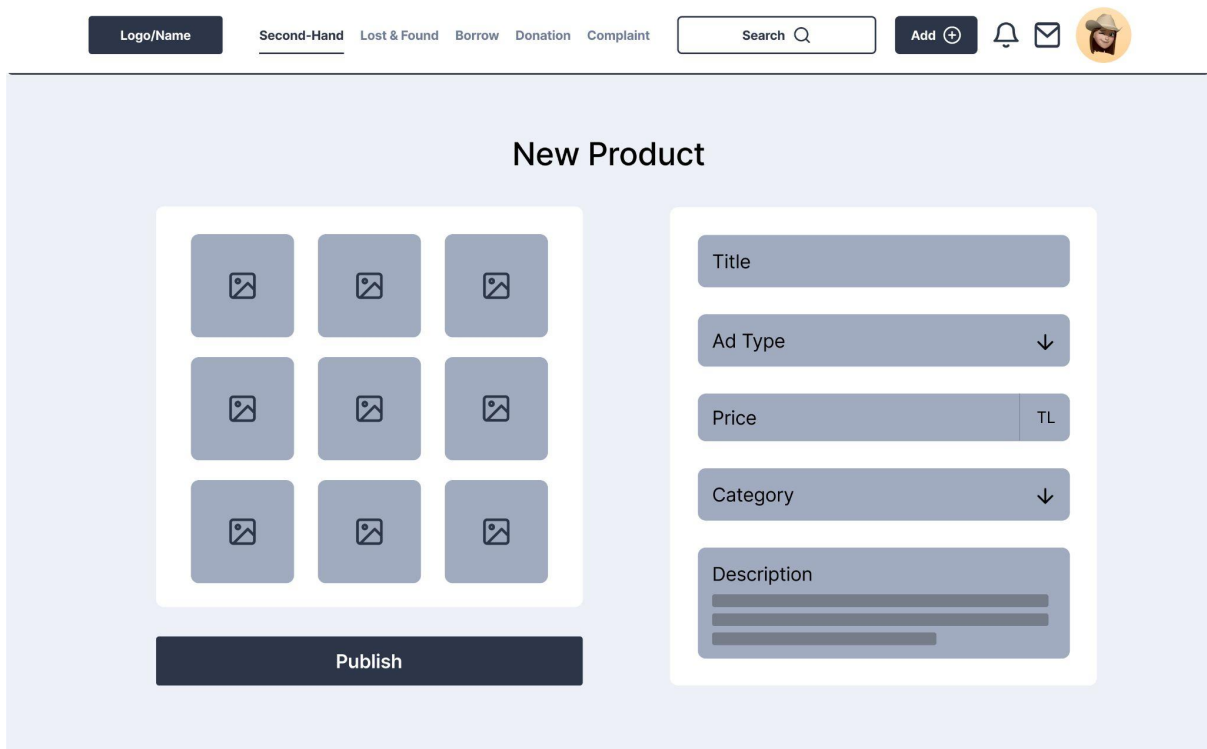 Logo/Name
Second-Hand Lost & Found Borrow Donation Complaint
Search
Add
New Product
Title
Ad Type
Price TL
Category
Description
Publish